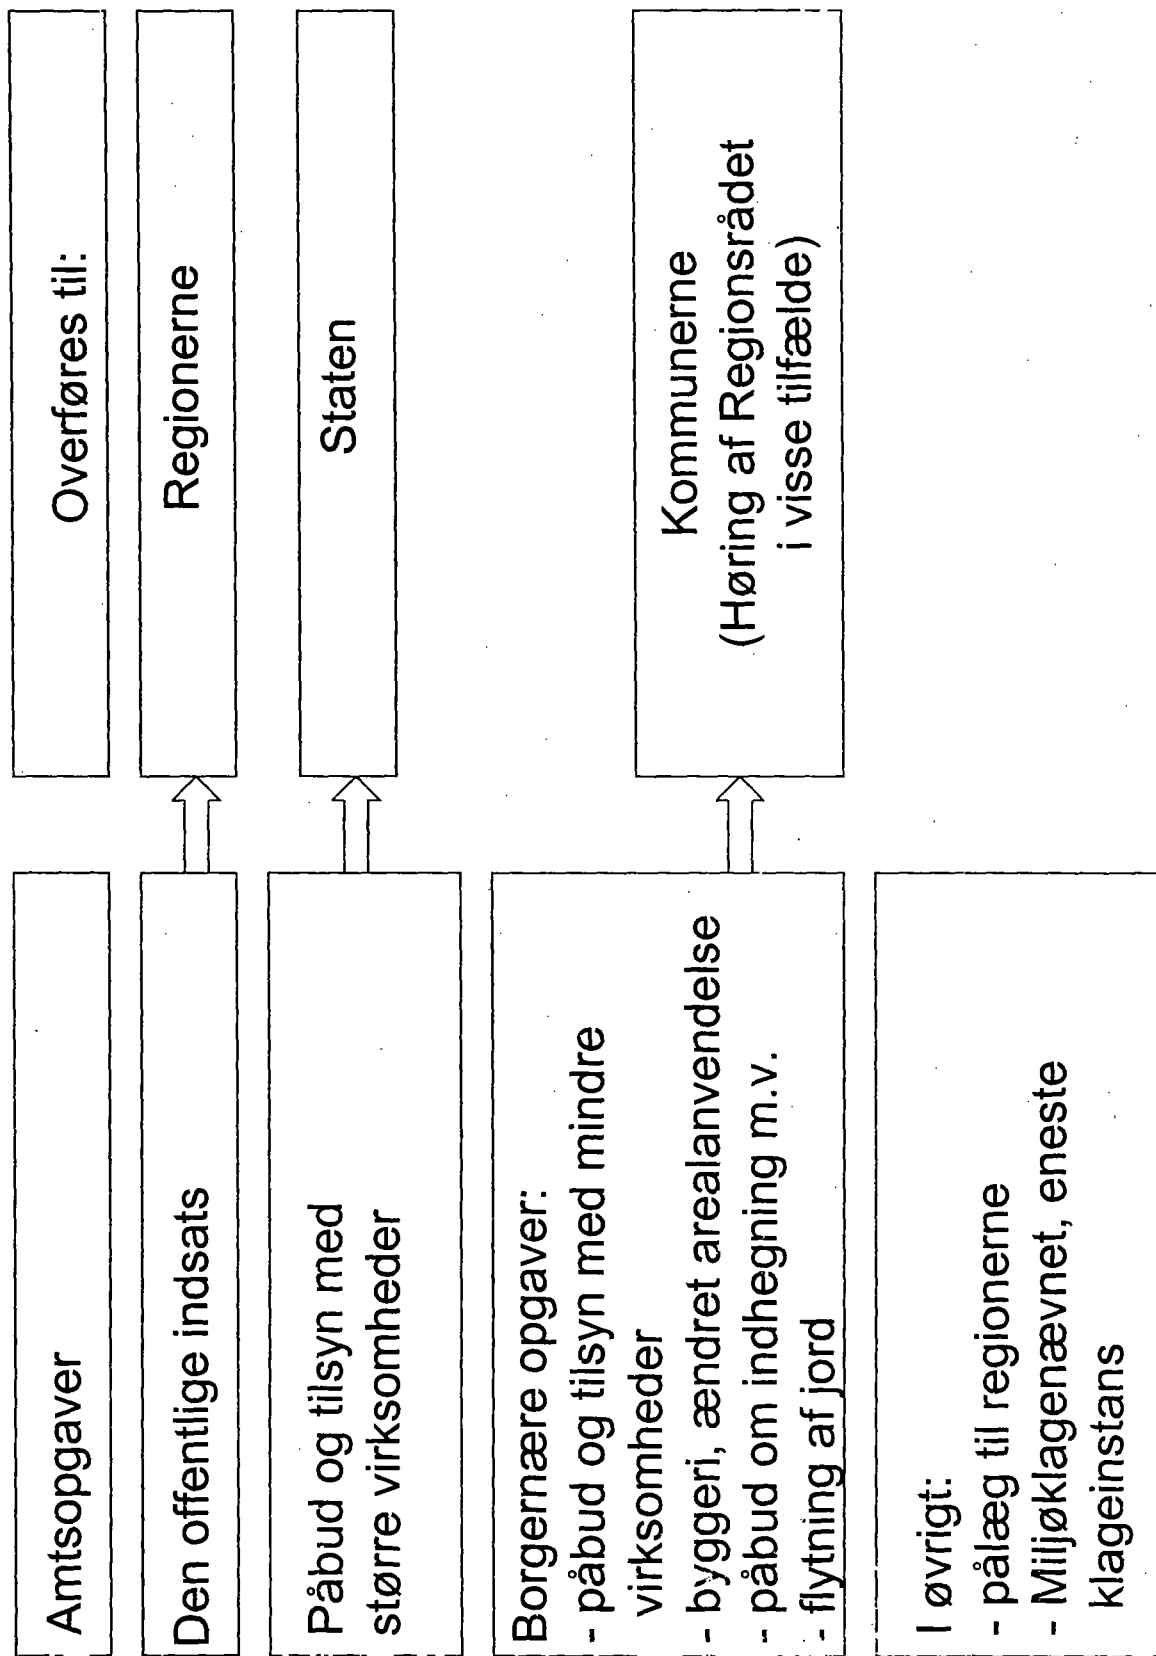 Amtsopgaver
Overføres til:
Den offentlige indsats
Regionerne
Påbud og tilsyn med
større virksomheder
Staten
Borgernære opgaver:
- påbud og tilsyn med mindre
virksomheder
- byggeri, ændret arealanvendelse
- påbud om indhegning m.v.
- flytning af jord
Kommunerne
(Høring af Regionsrådet
i visse tilfælde)
I øvrigt:
- pålæg til regionerne
- Miljøklagenævnet, eneste
klageinstans